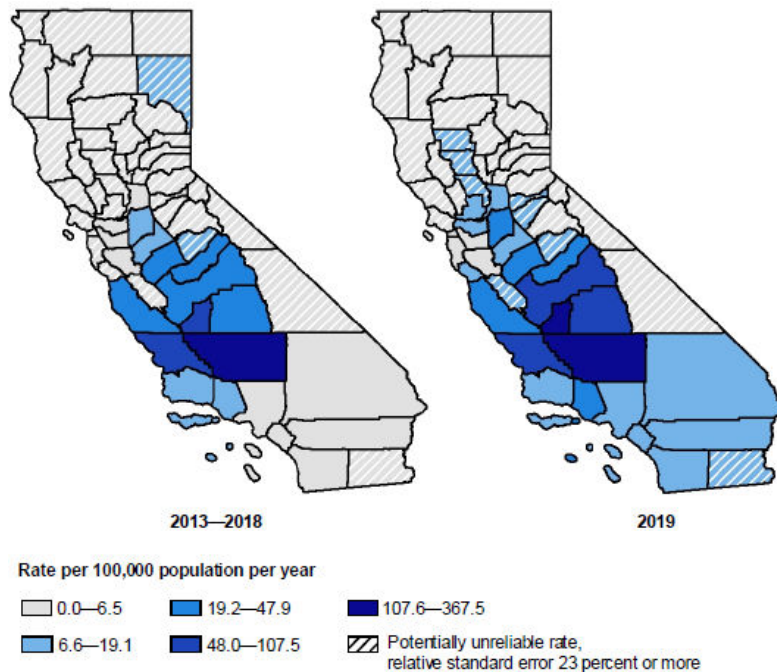 2013—2018
2019
Rate per 100,000 population per year
0.0—6.5
19.2—47.9
107.6—367.5
6.6—19.1
48.0—107.5
Potentially unreliable rate,
relative standard error 23 percent or more